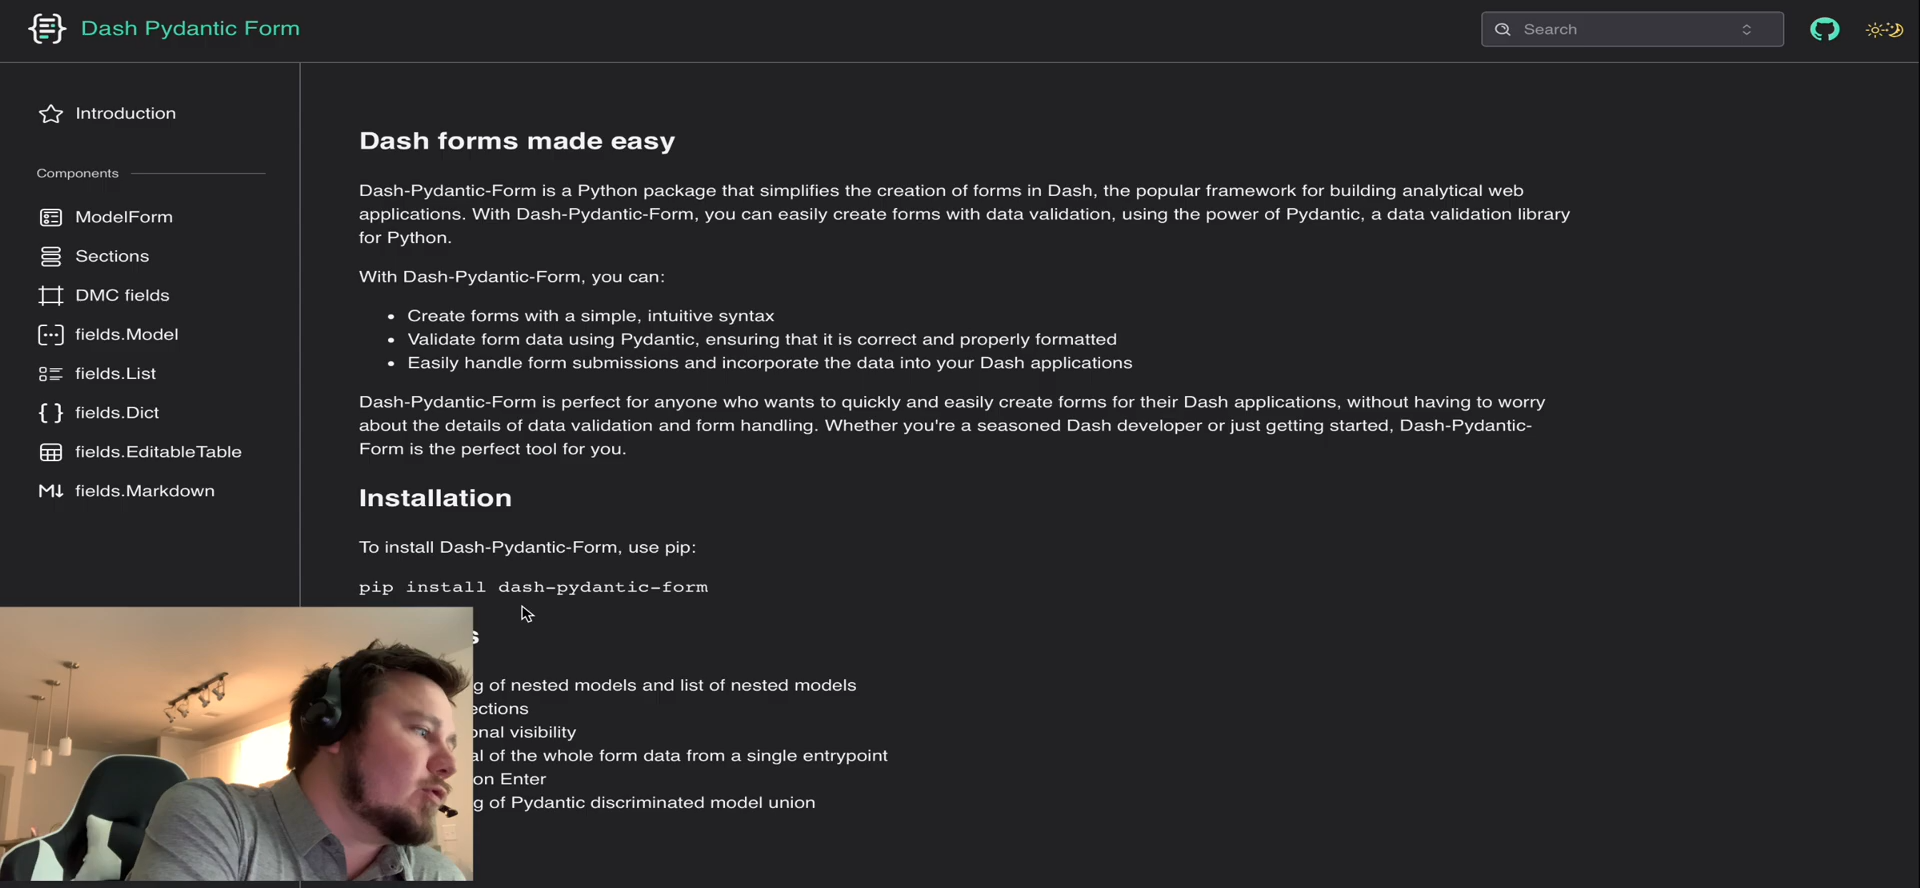 Dash Pydantic Form
Search
Introduction
Components
ModelForm
Sections
DMC fields
fields.Model
fields.List
fields.Dict
fields.EditableTable
fields.Markdown
Dash forms made easy
Dash-Pydantic-Form is a Python package that simplifies the creation of forms in Dash, the popular framework for building analytical web
applications. With Dash-Pydantic-Form, you can easily create forms with data validation, using the power of Pydantic, a data validation library
for Python.
With Dash-Pydantic-Form, you can:
Create forms with a simple, intuitive syntax
Validate form data using Pydantic, ensuring that it is correct and properly formatted
Easily handle form submissions and incorporate the data into your Dash applications
Dash-Pydantic-Form is perfect for anyone who wants to quickly and easily create forms for their Dash applications, without having to worry
about the details of data validation and form handling. Whether you're a seasoned Dash developer or just getting started, Dash-Pydantic-
Form is the perfect tool for you.
Installation
To install Dash-Pydantic-Form, use pip:
pip install dash-pydantic-form
s
g of nested models and list of nested models
ections
onal visibility
al of the whole form data from a single entrypoint
on Enter
g of Pydantic discriminated model union